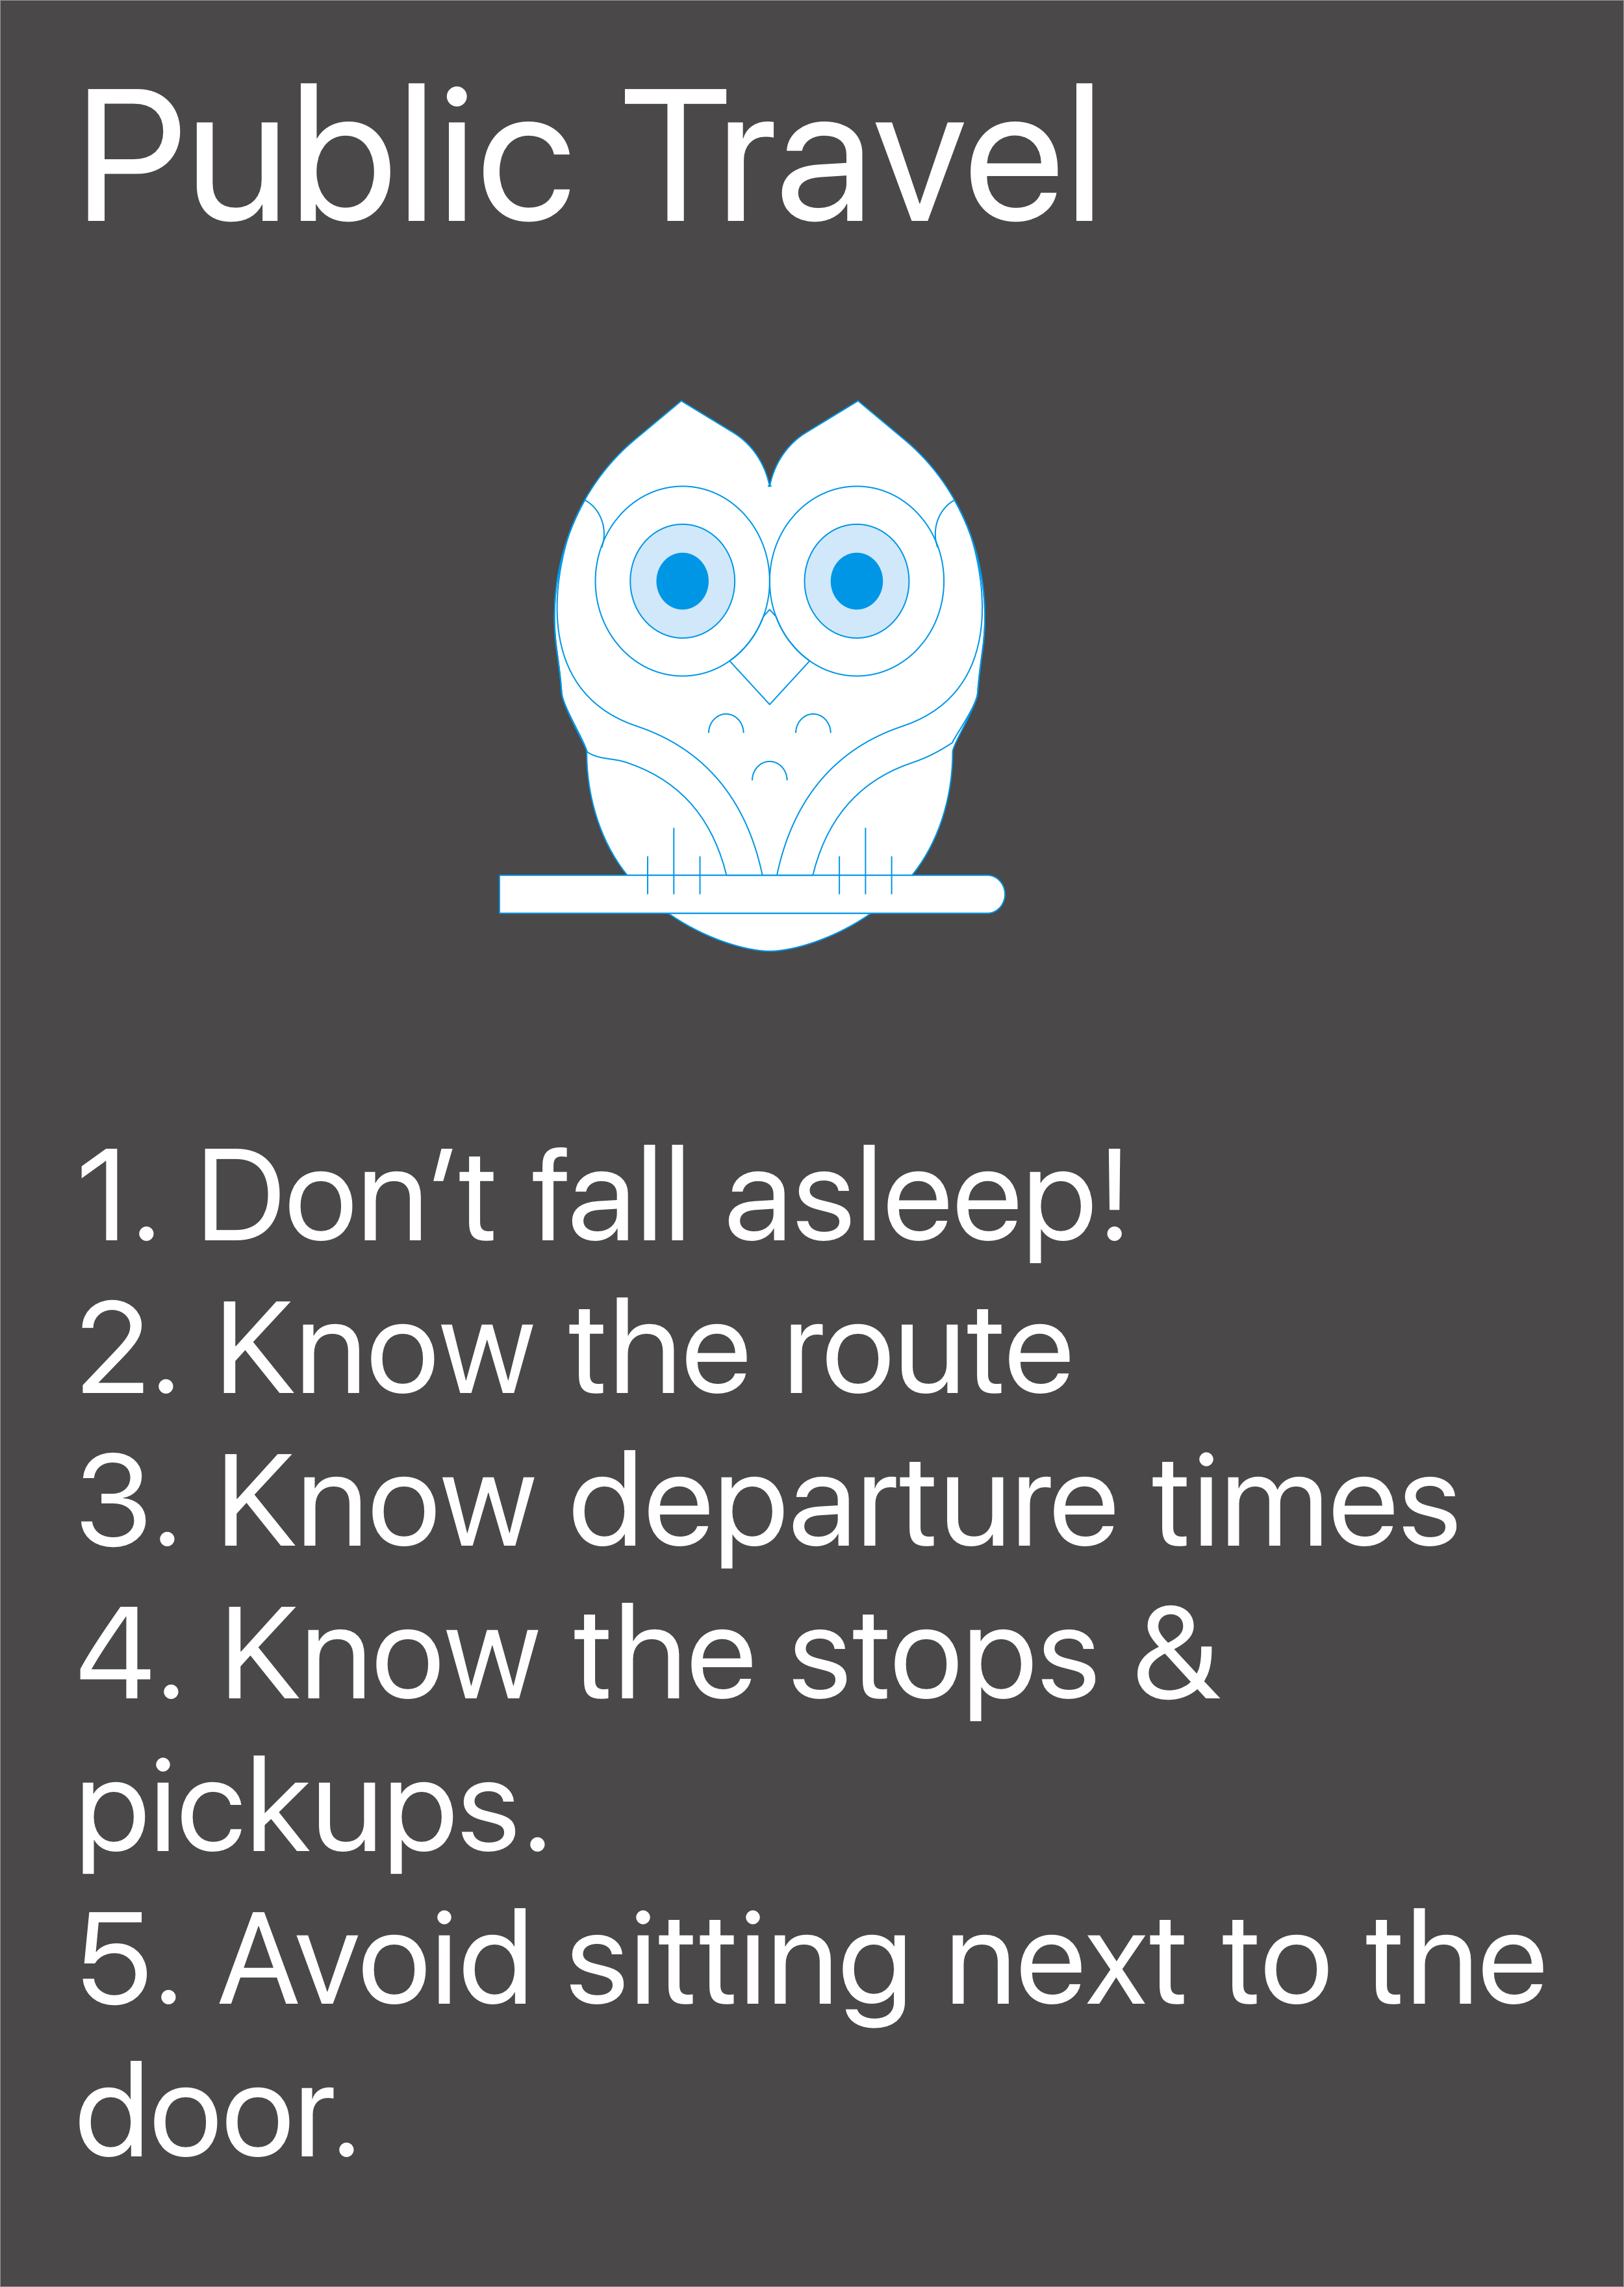 Public Travel
1. Don’t fall asleep!
2. Know the route
3. Know departure times
4. Know the stops &
pickups.
5. Avoid sitting next to the
door.